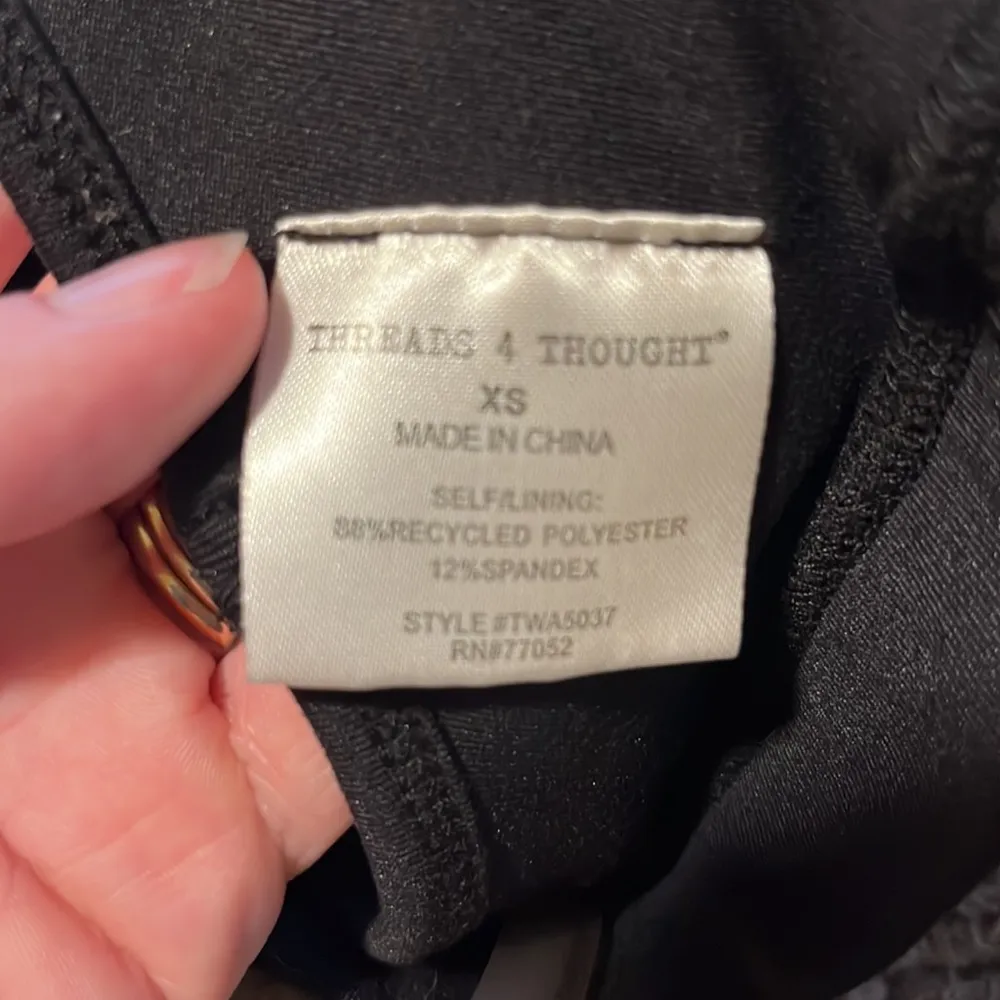 THREADS 4 THOUGHT®
XS
MADE IN CHINA
SELF/LINING:
88%RECYCLED POLYESTER
12%SPANDEX
STYLE #TWA5037
RN#77052